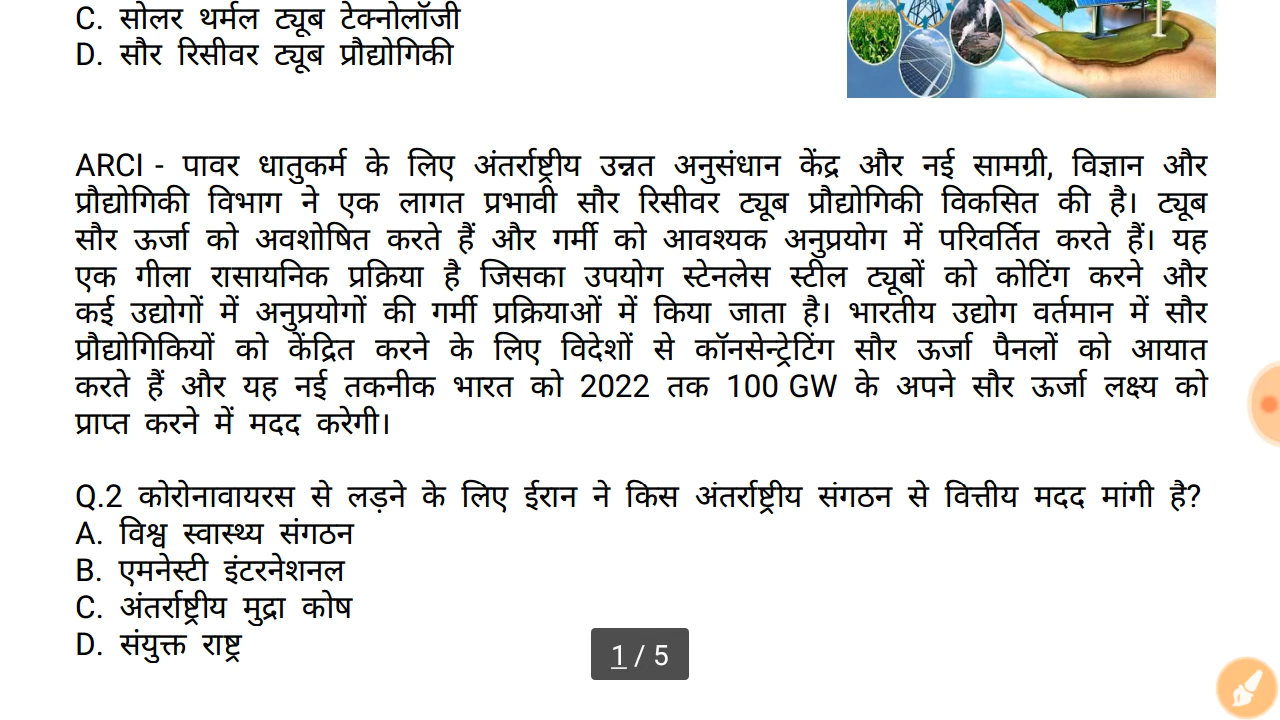 C. सोलर थर्मल ट्यूब टेक्नोलॉजी
D. सौर रिसीवर ट्यूब प्रौद्योगिकी
ARCI - पावर धातुकर्म के लिए अंतर्राष्ट्रीय उन्नत अनुसंधान केंद्र और नई सामग्री, विज्ञान और
प्रौद्योगिकी विभाग ने एक लागत प्रभावी सौर रिसीवर ट्यूब प्रौद्योगिकी विकसित की है। ट्यूब
सौर ऊर्जा को अवशोषित करते हैं और गर्मी को आवश्यक अनुप्रयोग में परिवर्तित करते हैं। यह
एक गीला रासायनिक प्रक्रिया है जिसका उपयोग स्टेनलेस स्टील ट्यूबों को कोटिंग करने और
कई उद्योगों में अनुप्रयोगों की गर्मी प्रक्रियाओं में किया जाता है। भारतीय उद्योग वर्तमान में सौर
प्रौद्योगिकियों को केंद्रित करने के लिए विदेशों से कॉनसेन्ट्रेटिंग सौर ऊर्जा पैनलों को आयात
करते हैं और यह नई तकनीक भारत को 2022 तक 100 GW के अपने सौर ऊर्जा लक्ष्य को
प्राप्त करने में मदद करेगी।
Q.2 कोरोनावायरस से लड़ने के लिए ईरान ने किस अंतर्राष्ट्रीय संगठन से वित्तीय मदद मांगी है?
A. विश्व स्वास्थ्य संगठन
B. एमनेस्टी इंटरनेशनल
C. अंतर्राष्ट्रीय मुद्रा कोष
D. संयुक्त राष्ट्र
1 / 5